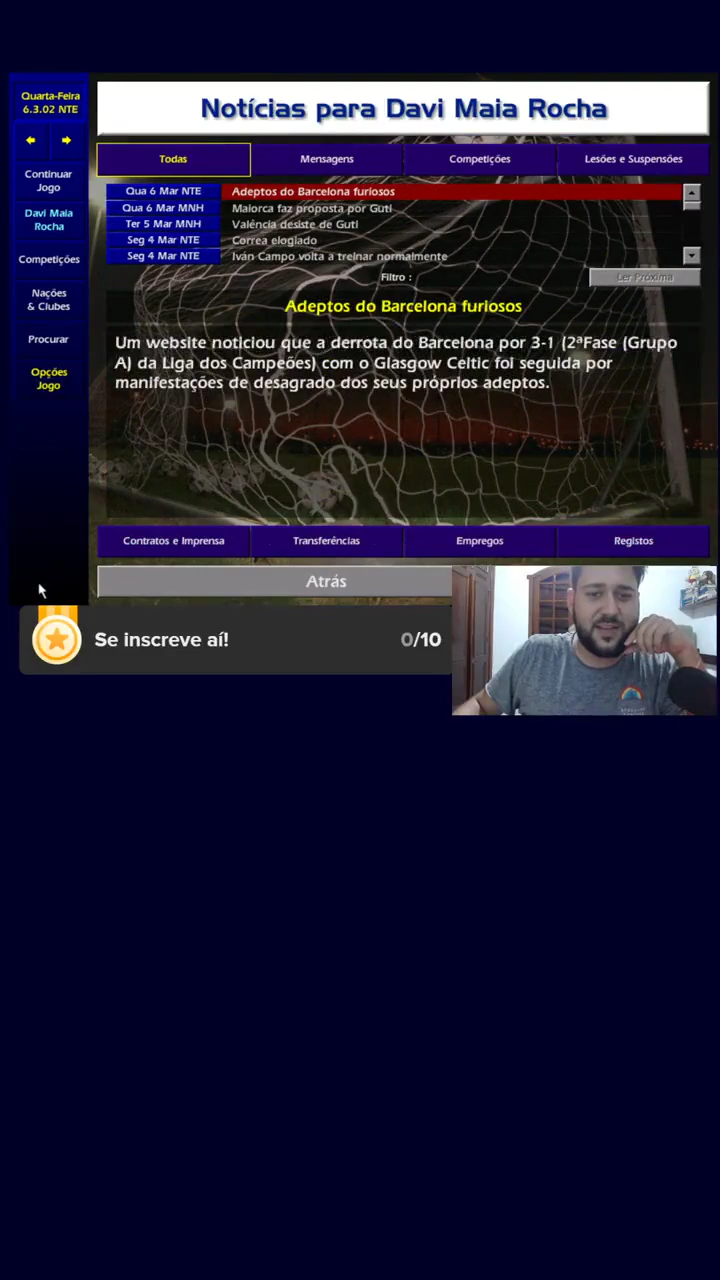 Quarta-Feira
6.3.02 NTE
Continuar
Jogo
Davi Maia
Rocha
Competições
Nações
& Clubes
Procurar
Opções
Jogo
Notícias para Davi Maia Rocha
Todas
Mensagens
Competições
Lesões e Suspensões
Qua 6 Mar NTE Adeptos do Barcelona furiosos
Qua 6 Mar MNH Maiorca faz proposta por Guti
Ter 5 Mar MNH Valência desiste de Guti
Seg 4 Mar NTE Correa elogiado
Seg 4 Mar NTE Iván Campo volta a treinar normalmente
Filtro :
Ler Próxima
Adeptos do Barcelona furiosos
Um website noticiou que a derrota do Barcelona por 3-1 (2ªFase (Grupo
A) da Liga dos Campeões) com o Glasgow Celtic foi seguida por
manifestações de desagrado dos seus próprios adeptos.
Contratos e Imprensa
Transferências
Empregos
Registos
Atrás
Se inscreve aí!
0/10